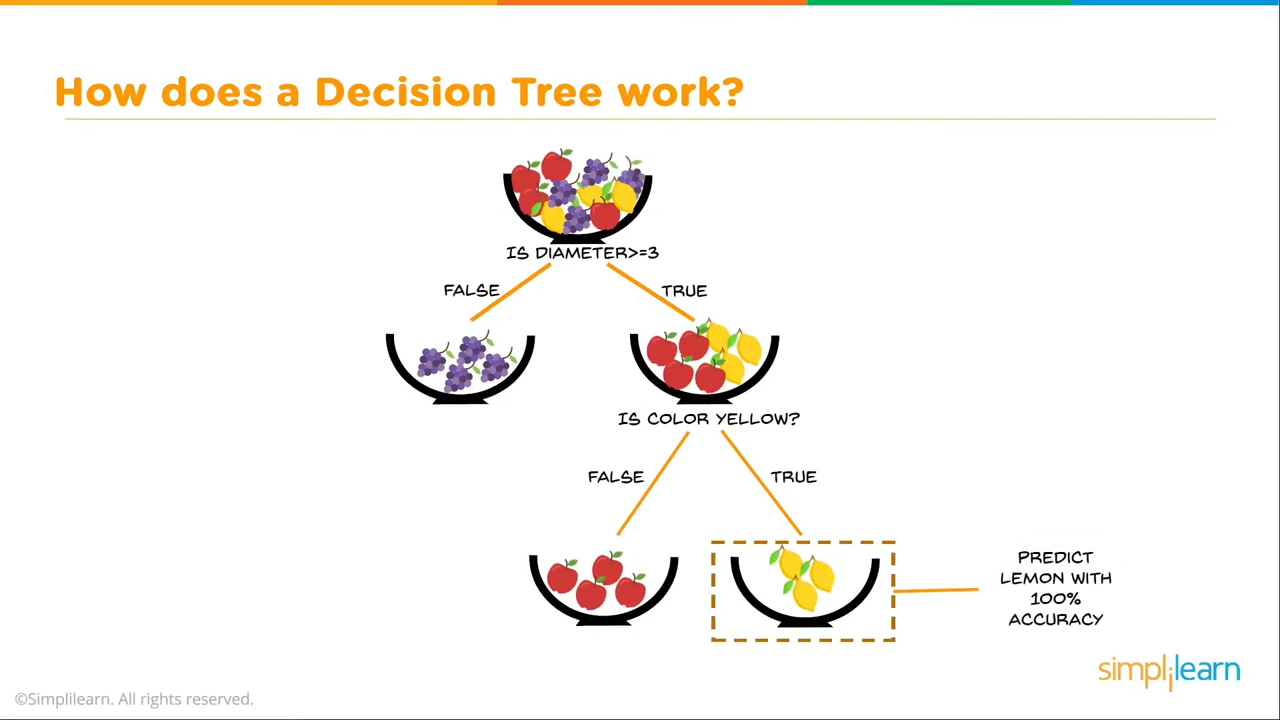 How does a Decision Tree work?
IS DIAMETER>=3
FALSE
TRUE
IS COLOR YELLOW?
FALSE
TRUE
PREDICT
LEMON WITH
100%
ACCURACY
simplilearn
©Simplilearn. All rights reserved.